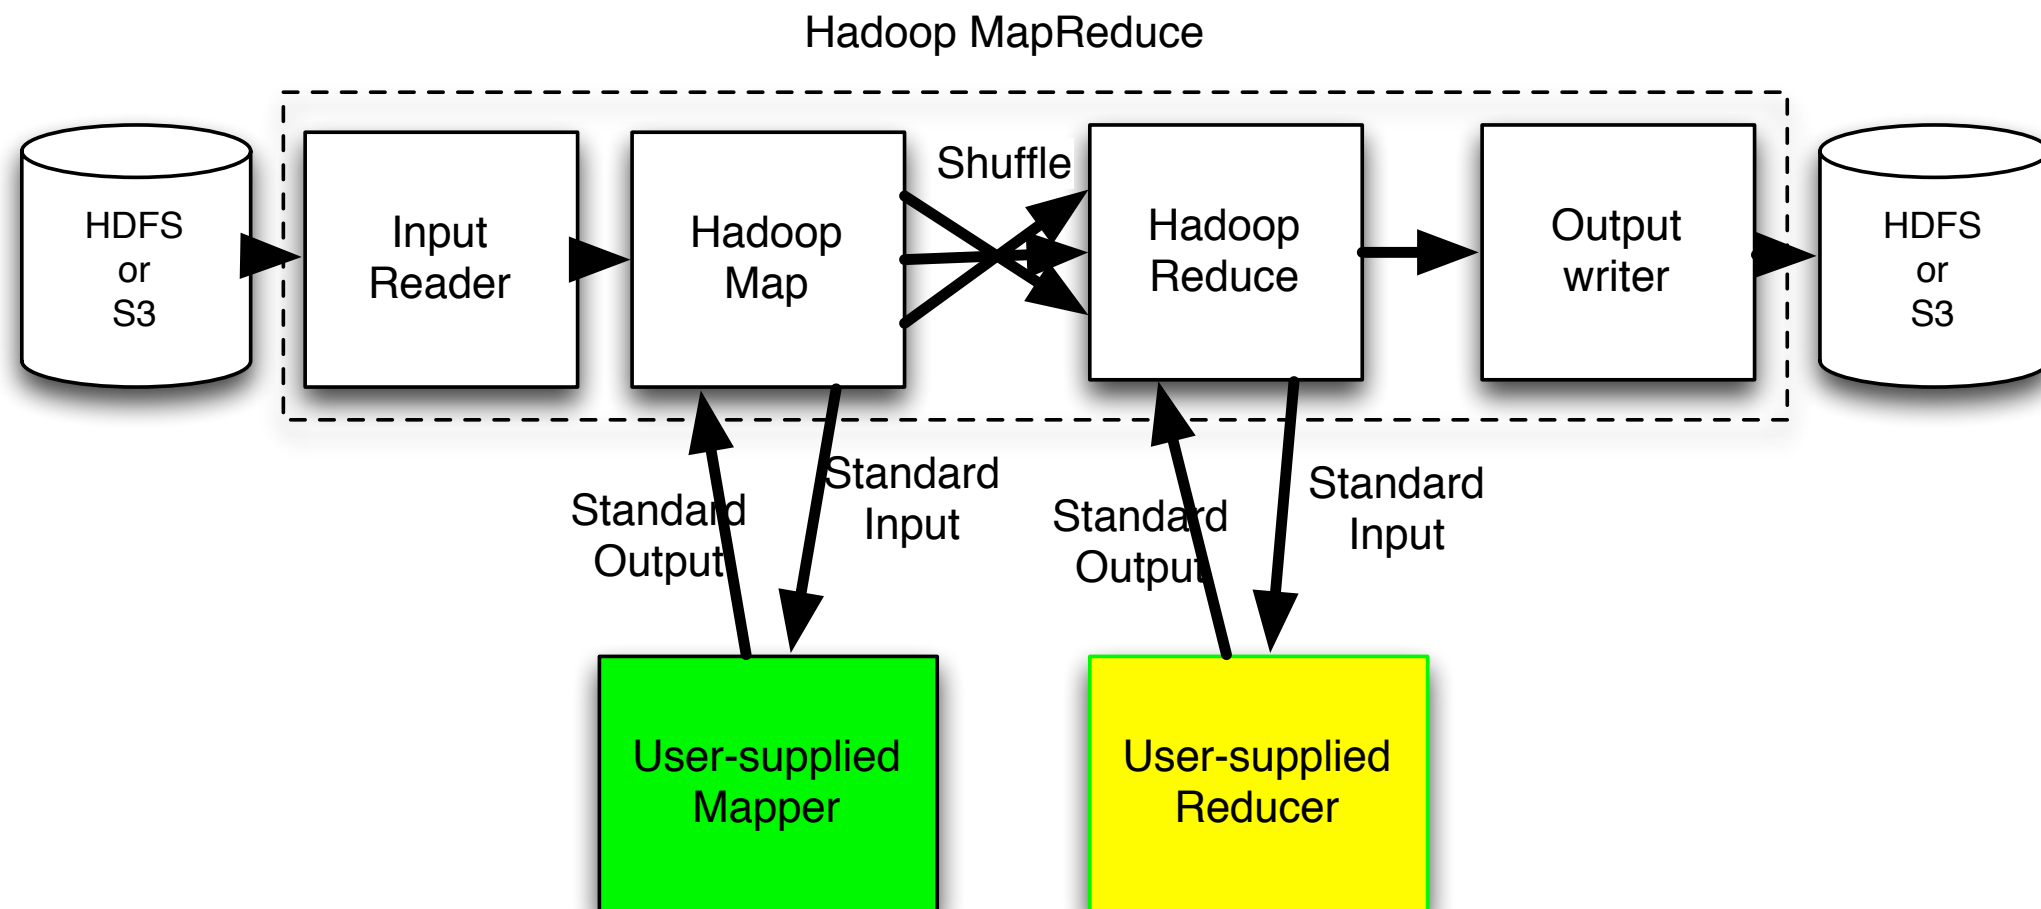 Hadoop MapReduce
HDFS
or
S3
Input
Reader
Hadoop
Map
Shuffle
Hadoop
Reduce
Output
writer
HDFS
or
S3
Standard
Output
Standard
Input
Standard
Output
Standard
Input
User-supplied
Mapper
User-supplied
Reducer